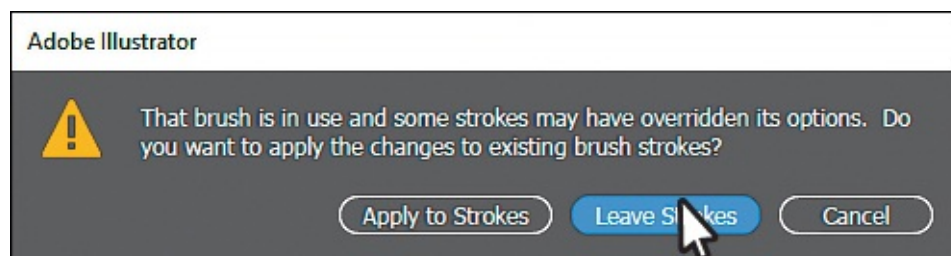 Adobe Illustrator
That brush is in use and some strokes may have overridden its options. Do
you want to apply the changes to existing brush strokes?
Apply to Strokes Leave Strokes Cancel